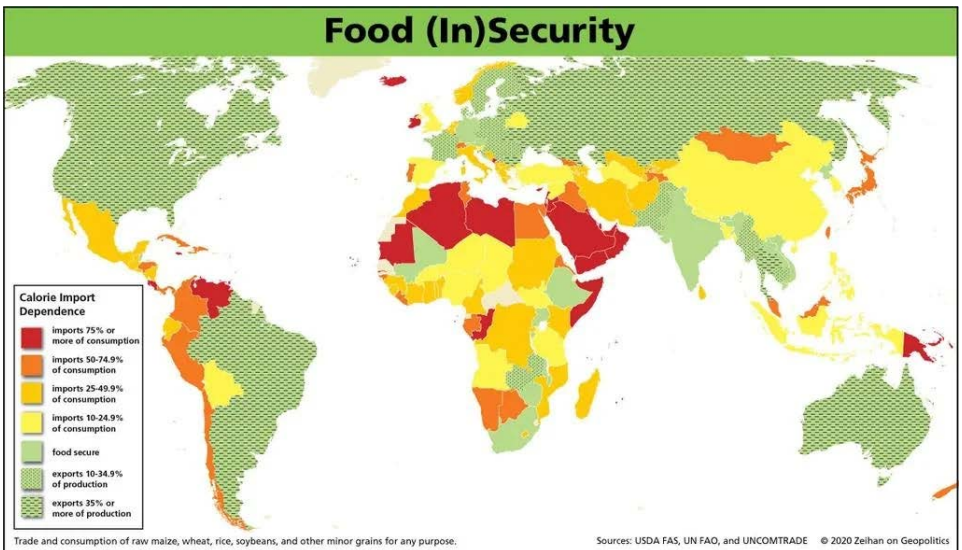 Food (In)Security
Calorie Import
Dependence
imports 75% or
more of consumption
imports 50-74.9%
of consumption
imports 25-49.9%
of consumption
imports 10-24.9%
of consumption
food secure
exports 10-34.9%
of production
exports 35% or
more of production
Trade and consumption of raw maize, wheat, rice, soybeans, and other minor grains for any purpose.
Sources: USDA FAS, UN FAO, and UNCOMTRADE © 2020 Zeihan on Geopolitics